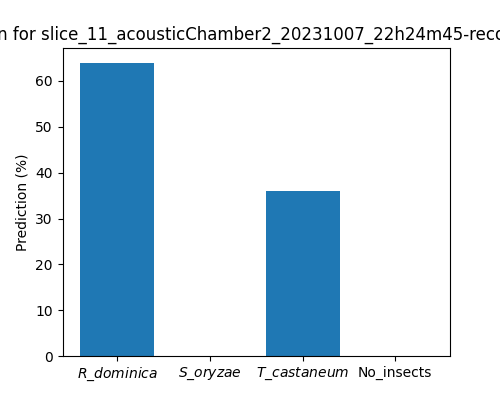 n for slice_11_acousticChamber2_20231007_22h24m45-reco
60
50
40
30
20
10
0
Prediction (%)
R_dominica S_oryzae T_castaneum No_insects